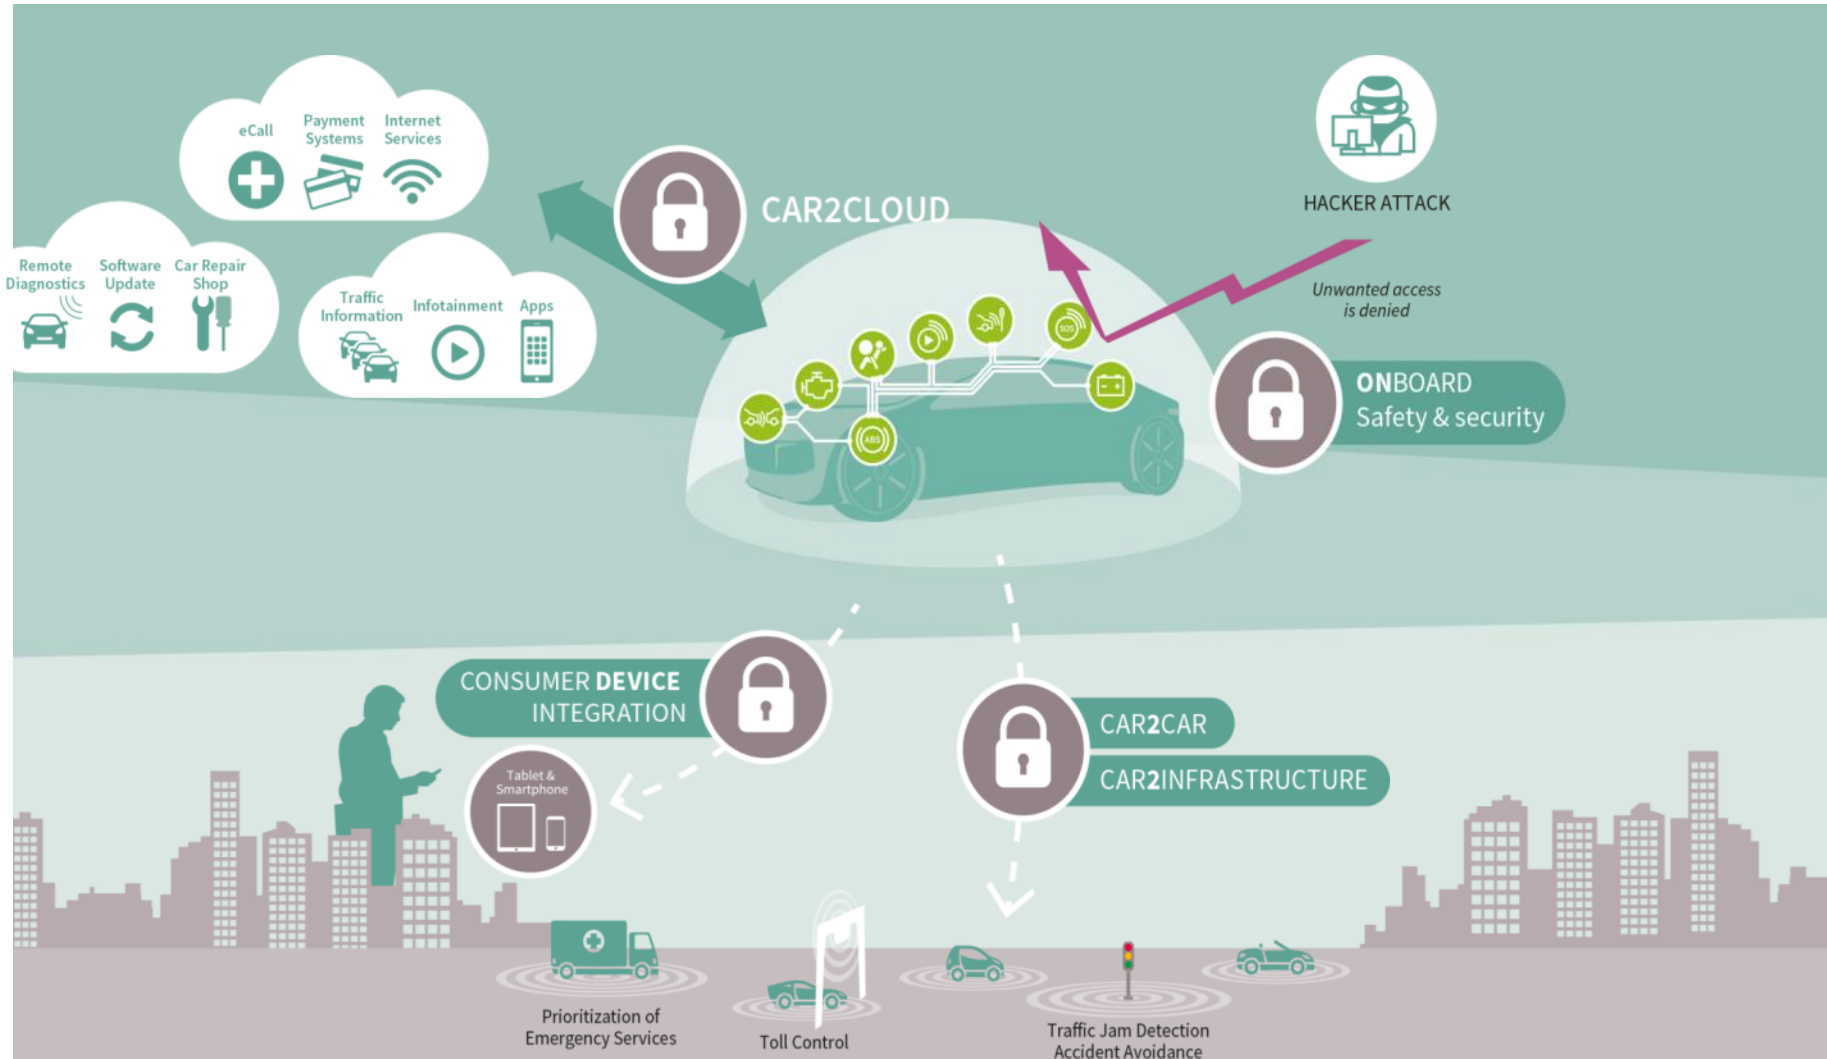 eCall
Payment
Systems
Internet
Services
CAR2CLOUD
HACKER ATTACK
Remote
Diagnostics
Software
Update
Car Repair
Shop
Traffic
Information
Infotainment
Apps
Unwanted access
is denied
SOS
ABS
ONBOARD
Safety & security
CONSUMER DEVICE
INTEGRATION
Tablet &
Smartphone
CAR2CAR
CAR2INFRASTRUCTURE
Prioritization of
Emergency Services
Toll Control
Traffic Jam Detection
Accident Avoidance